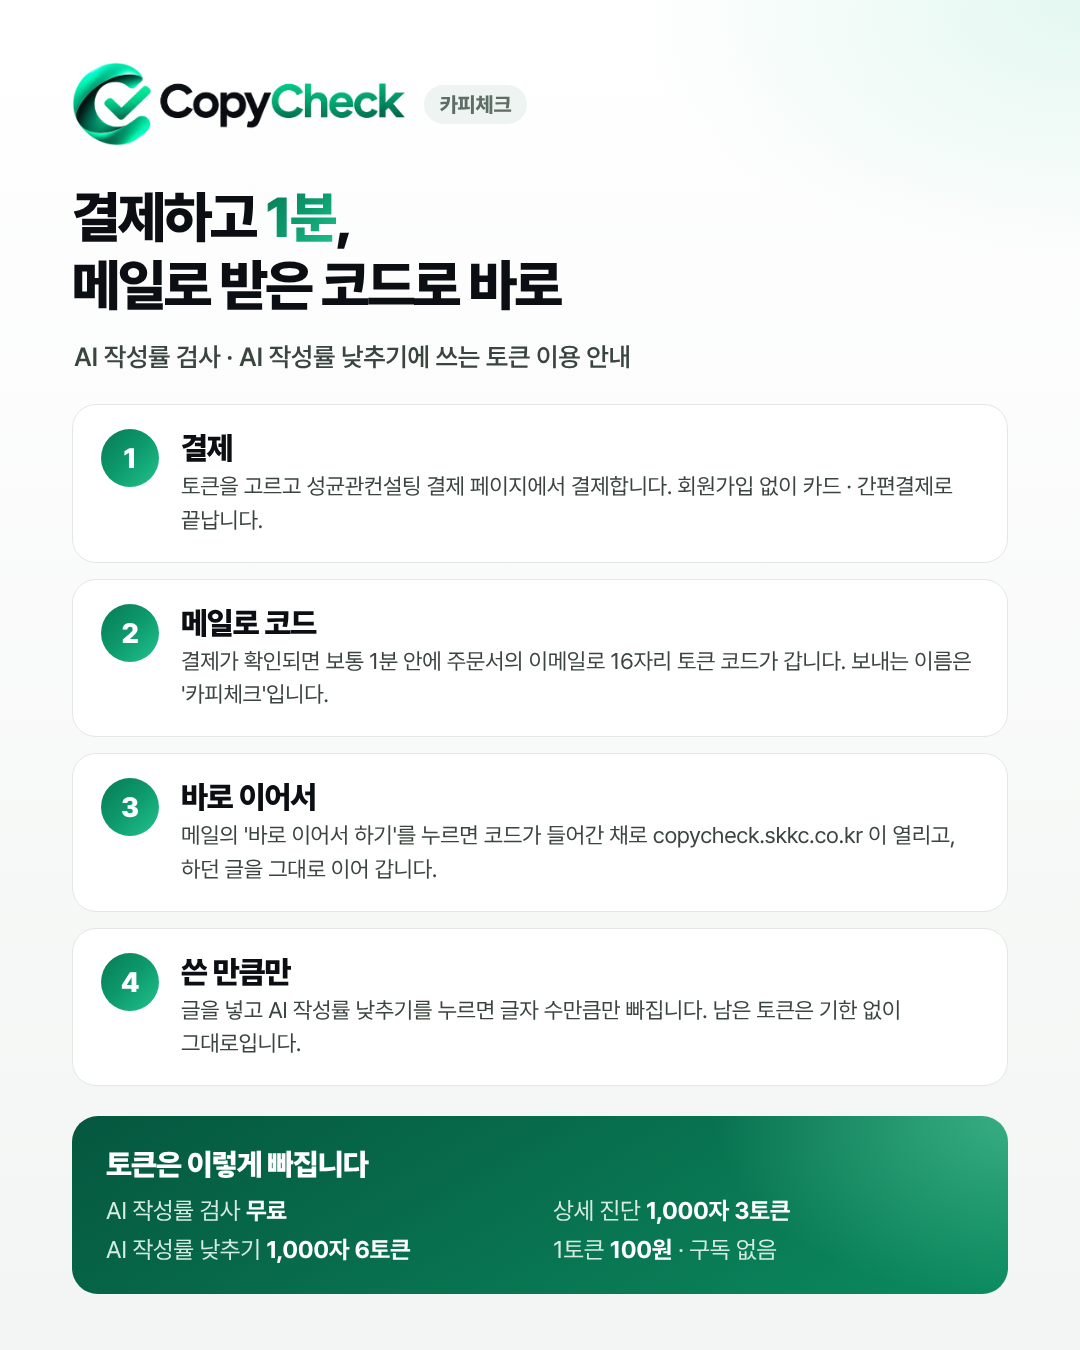 CopyCheck 카피체크
결제하고 1분,
메일로 받은 코드로 바로
AI 작성률 검사 · AI 작성률 낮추기에 쓰는 토큰 이용 안내
1 결제
토큰을 고르고 성균관컨설팅 결제 페이지에서 결제합니다. 회원가입 없이 카드 · 간편결제로
끝납니다.
2 메일로 코드
결제가 확인되면 보통 1분 안에 주문서의 이메일로 16자리 토큰 코드가 갑니다. 보내는 이름은
'카피체크'입니다.
3 바로 이어서
메일의 '바로 이어서 하기'를 누르면 코드가 들어간 채로 copycheck.skkc.co.kr 이 열리고,
하던 글을 그대로 이어 갑니다.
4 쓴 만큼만
글을 넣고 AI 작성률 낮추기를 누르면 글자 수만큼만 빠집니다. 남은 토큰은 기한 없이
그대로입니다.
토큰은 이렇게 빠집니다
AI 작성률 검사 무료 상세 진단 1,000자 3토큰
AI 작성률 낮추기 1,000자 6토큰 1토큰 100원 · 구독 없음